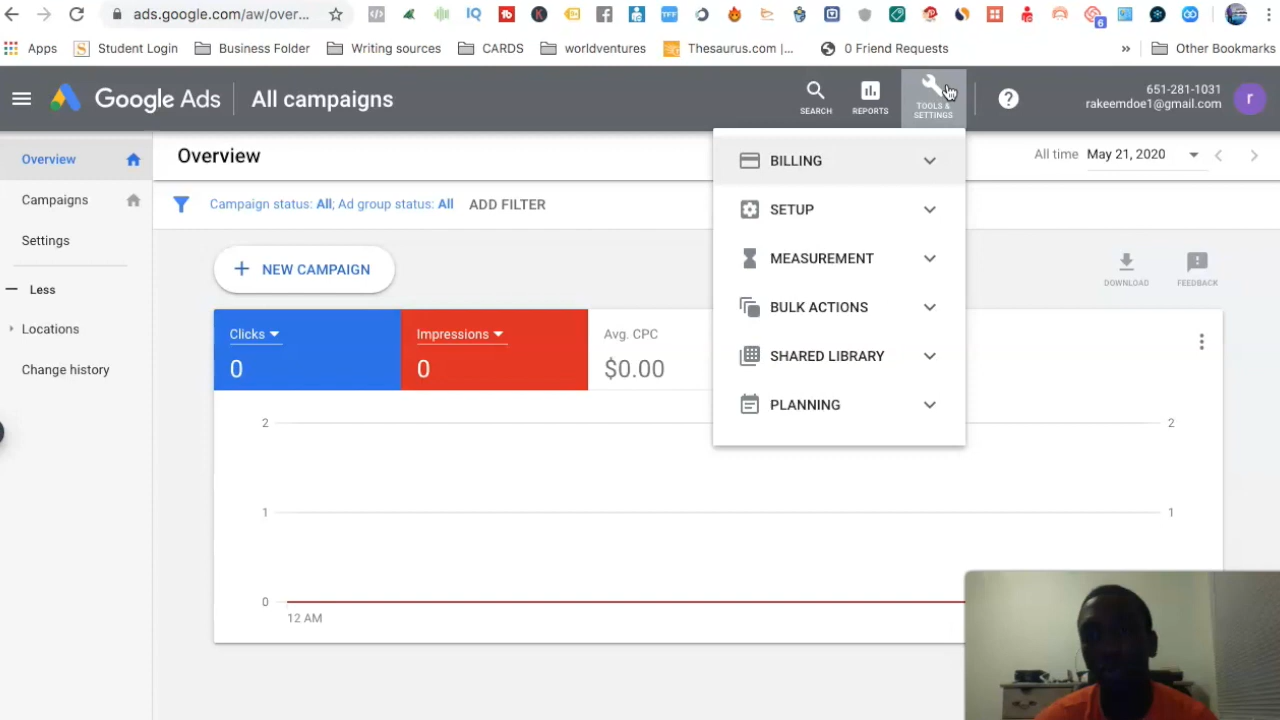 ads.google.com/aw/over...
6
Apps
Student Login
Business Folder
Writing sources
CARDS
worldventures
Thesaurus.com |...
0 Friend Requests
»
Other Bookmarks
Google Ads
All campaigns
SEARCH
REPORTS
TOOLS &
SETTINGS
651-281-1031
rakeemdoe1@gmail.com
r
Overview
Campaigns
Settings
Less
Locations
Change history
Overview
All time
May 21, 2020
Campaign status: All; Ad group status: All
ADD FILTER
NEW CAMPAIGN
BILLING
SETUP
MEASUREMENT
BULK ACTIONS
SHARED LIBRARY
PLANNING
DOWNLOAD
FEEDBACK
Clicks
0
Impressions
0
Avg. CPC
$0.00
2
2
1
1
0
12 AM